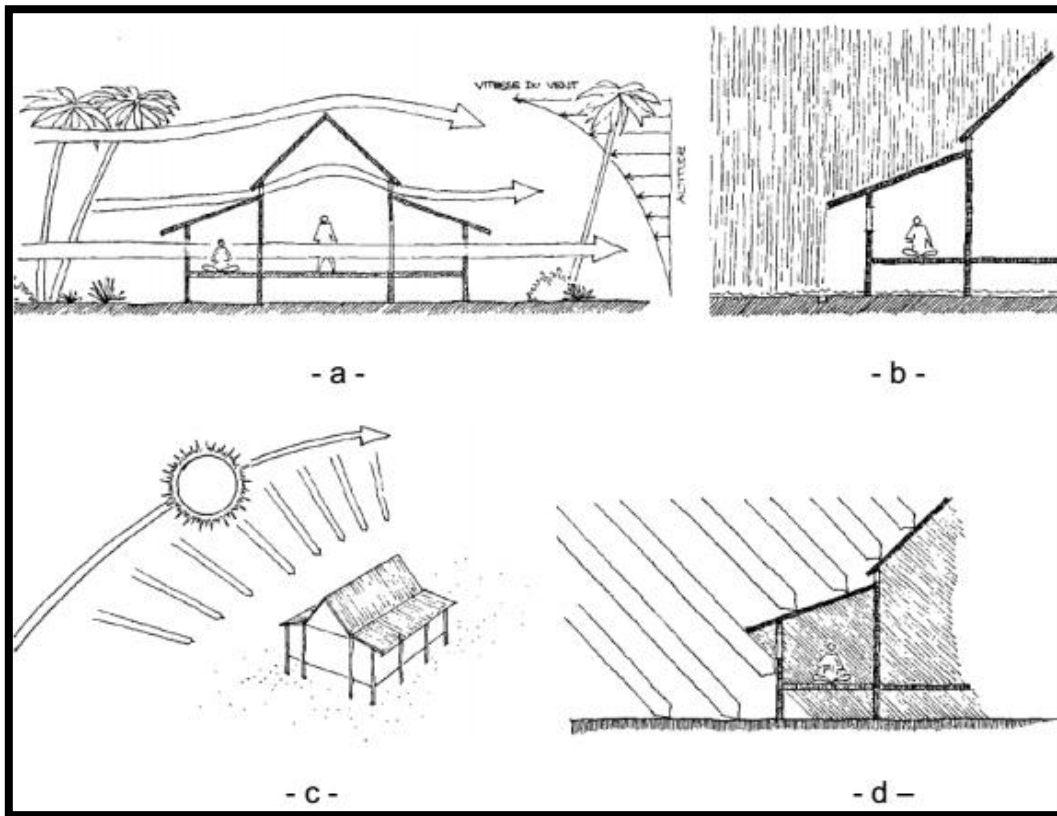 VITESSE DU VENT
ALTITUDE
- a -
- b -
- c -
- d –